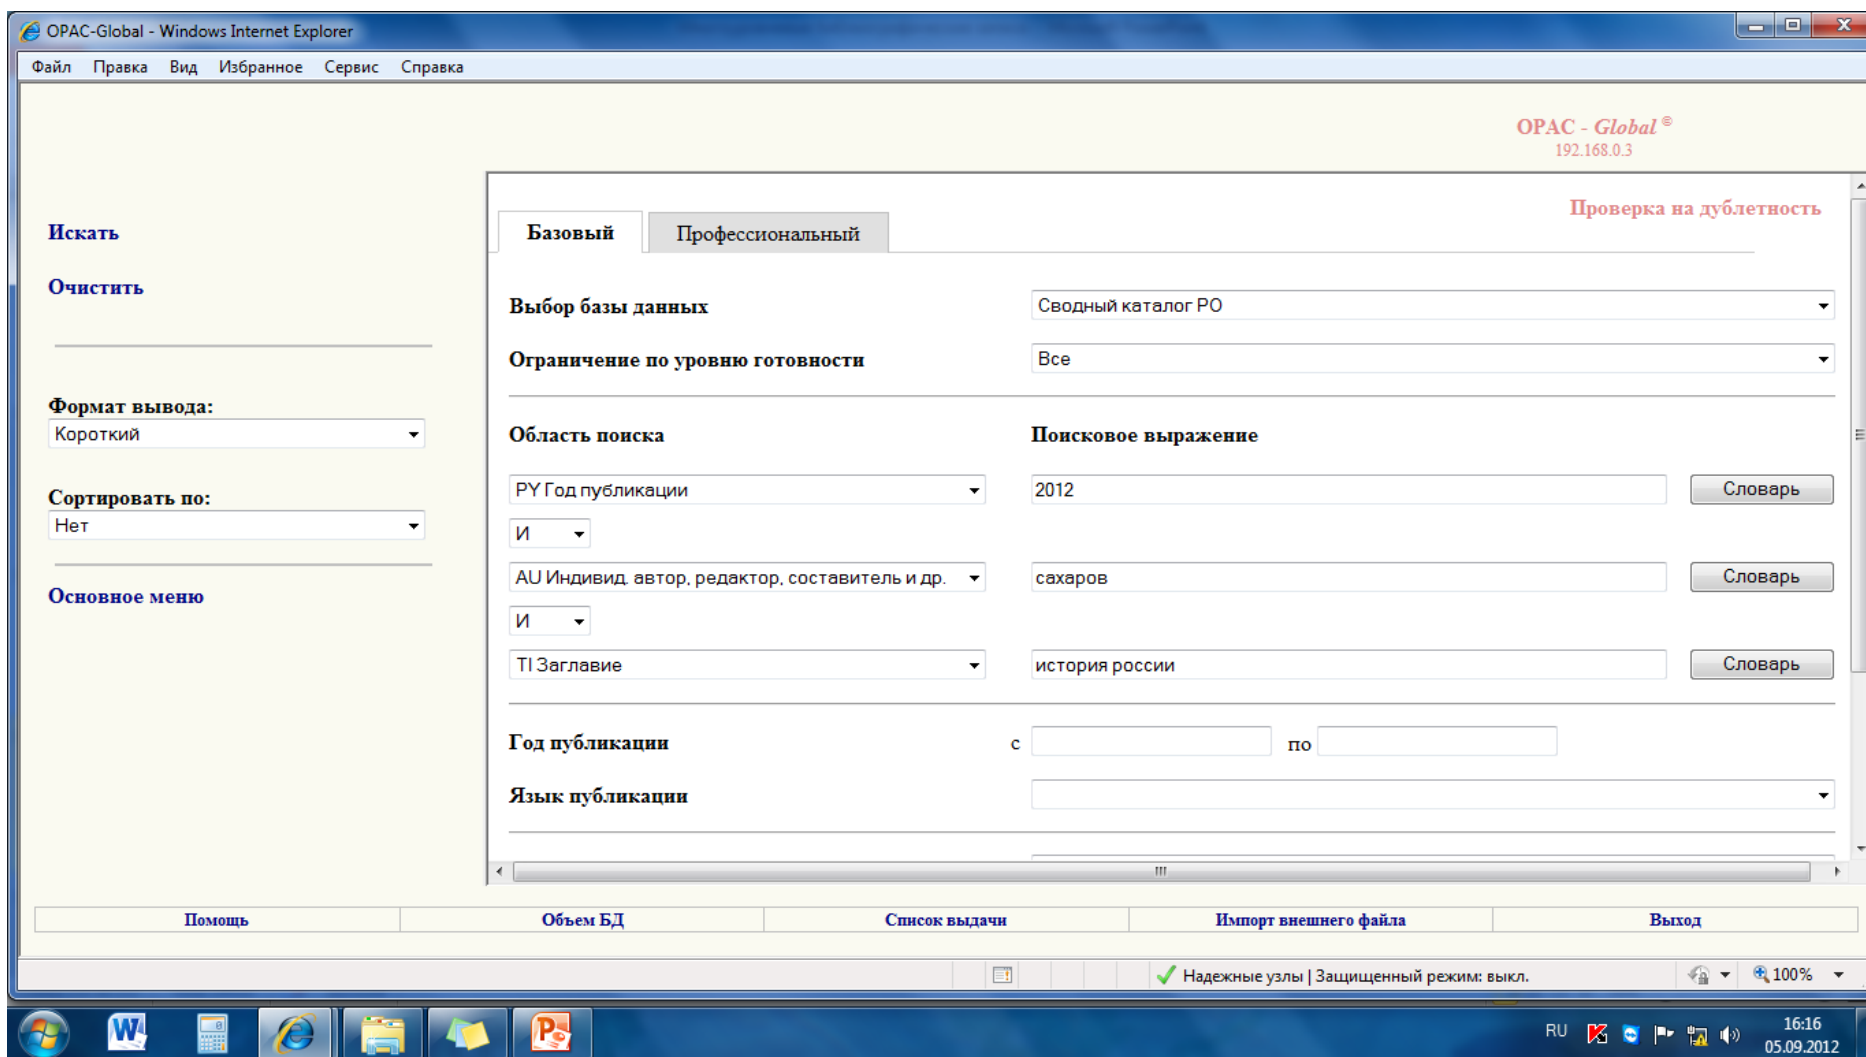 OPAC-Global - Windows Internet Explorer
Файл Правка Вид Избранное Сервис Справка
OPAC - Global ©
192.168.0.3
Проверка на дублетность
Искать
Очистить
Формат вывода:
Короткий
Сортировать по:
Нет
Основное меню
Базовый Профессиональный
Выбор базы данных Сводный каталог РО
Ограничение по уровню готовности Все
Область поиска Поисковое выражение
PY Год публикации 2012 Словарь
И
AU Индивид. автор, редактор, составитель и др. сахаров Словарь
И
TI Заглавие история россии Словарь
Год публикации с по
Язык публикации
Помощь Объем БД Список выдачи Импорт внешнего файла Выход
Надежные узлы | Защищенный режим: выкл. 100%
RU 16:16
05.09.2012